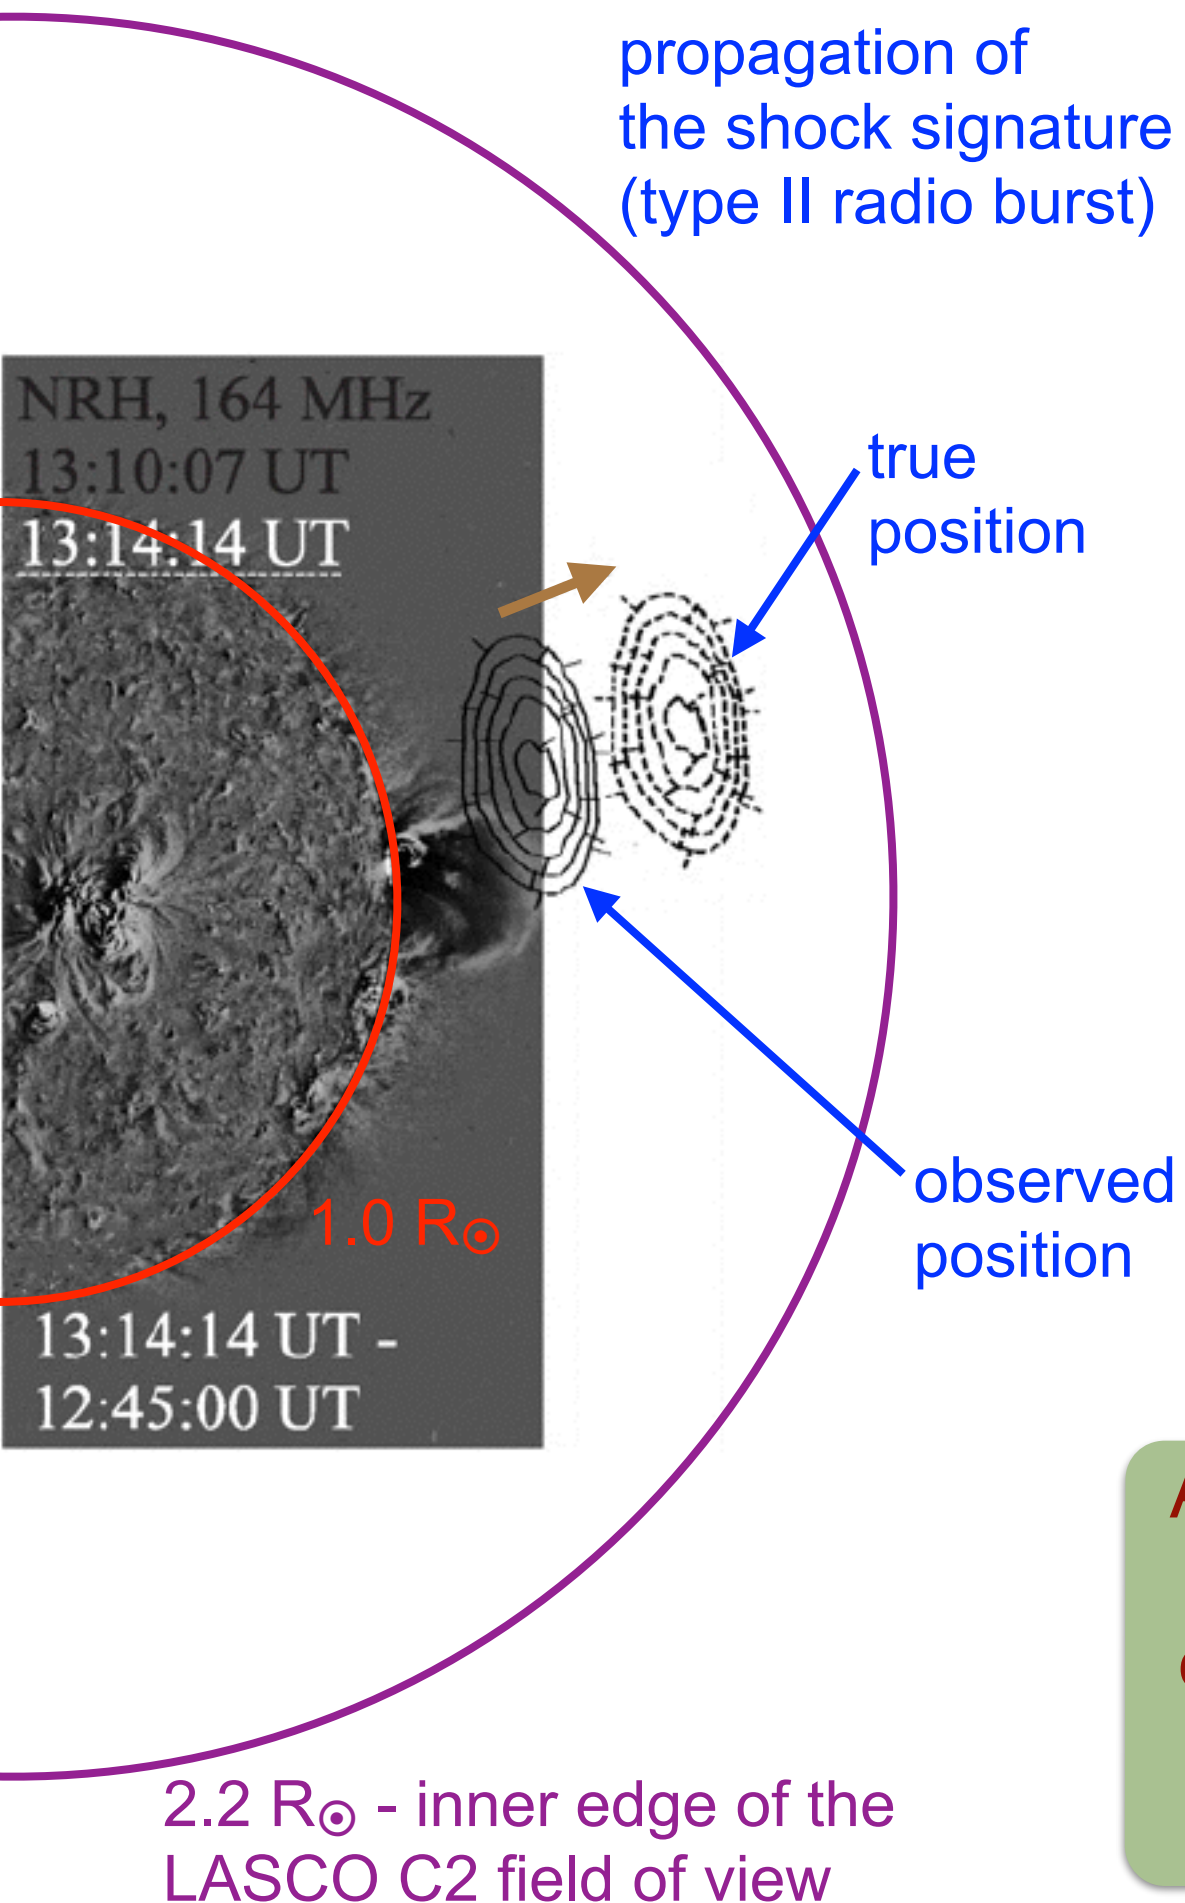 propagation of
the shock signature
(type II radio burst)
NRH, 164 MHz
13:10:07 UT
13:14:14 UT
true
position
observed
position
1.0 R☉
13:14:14 UT -
12:45:00 UT
2.2 R☉ - inner edge of the
LASCO C2 field of view